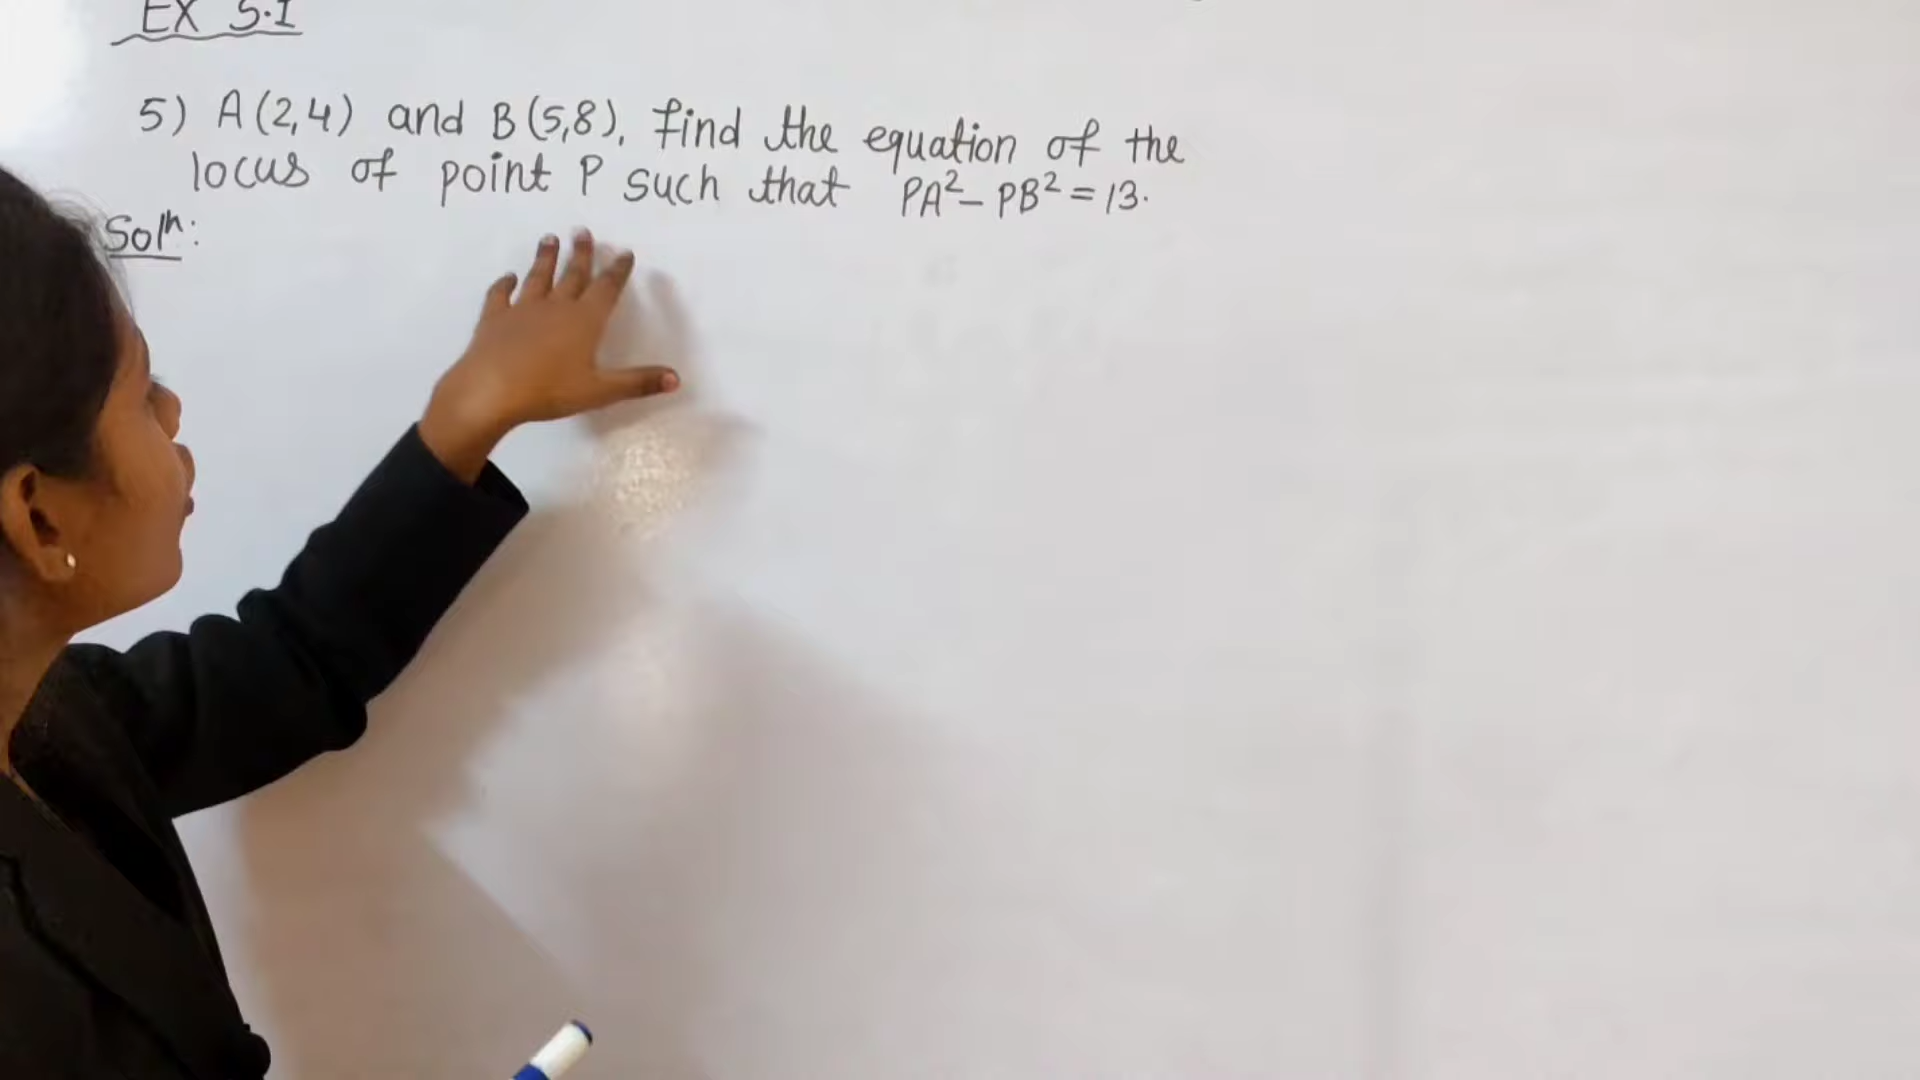 EX 5.1
5) A(2,4) and B(5,8), find the equation of the
locus of point P such that PA²-PB²=13.
Solⁿ: